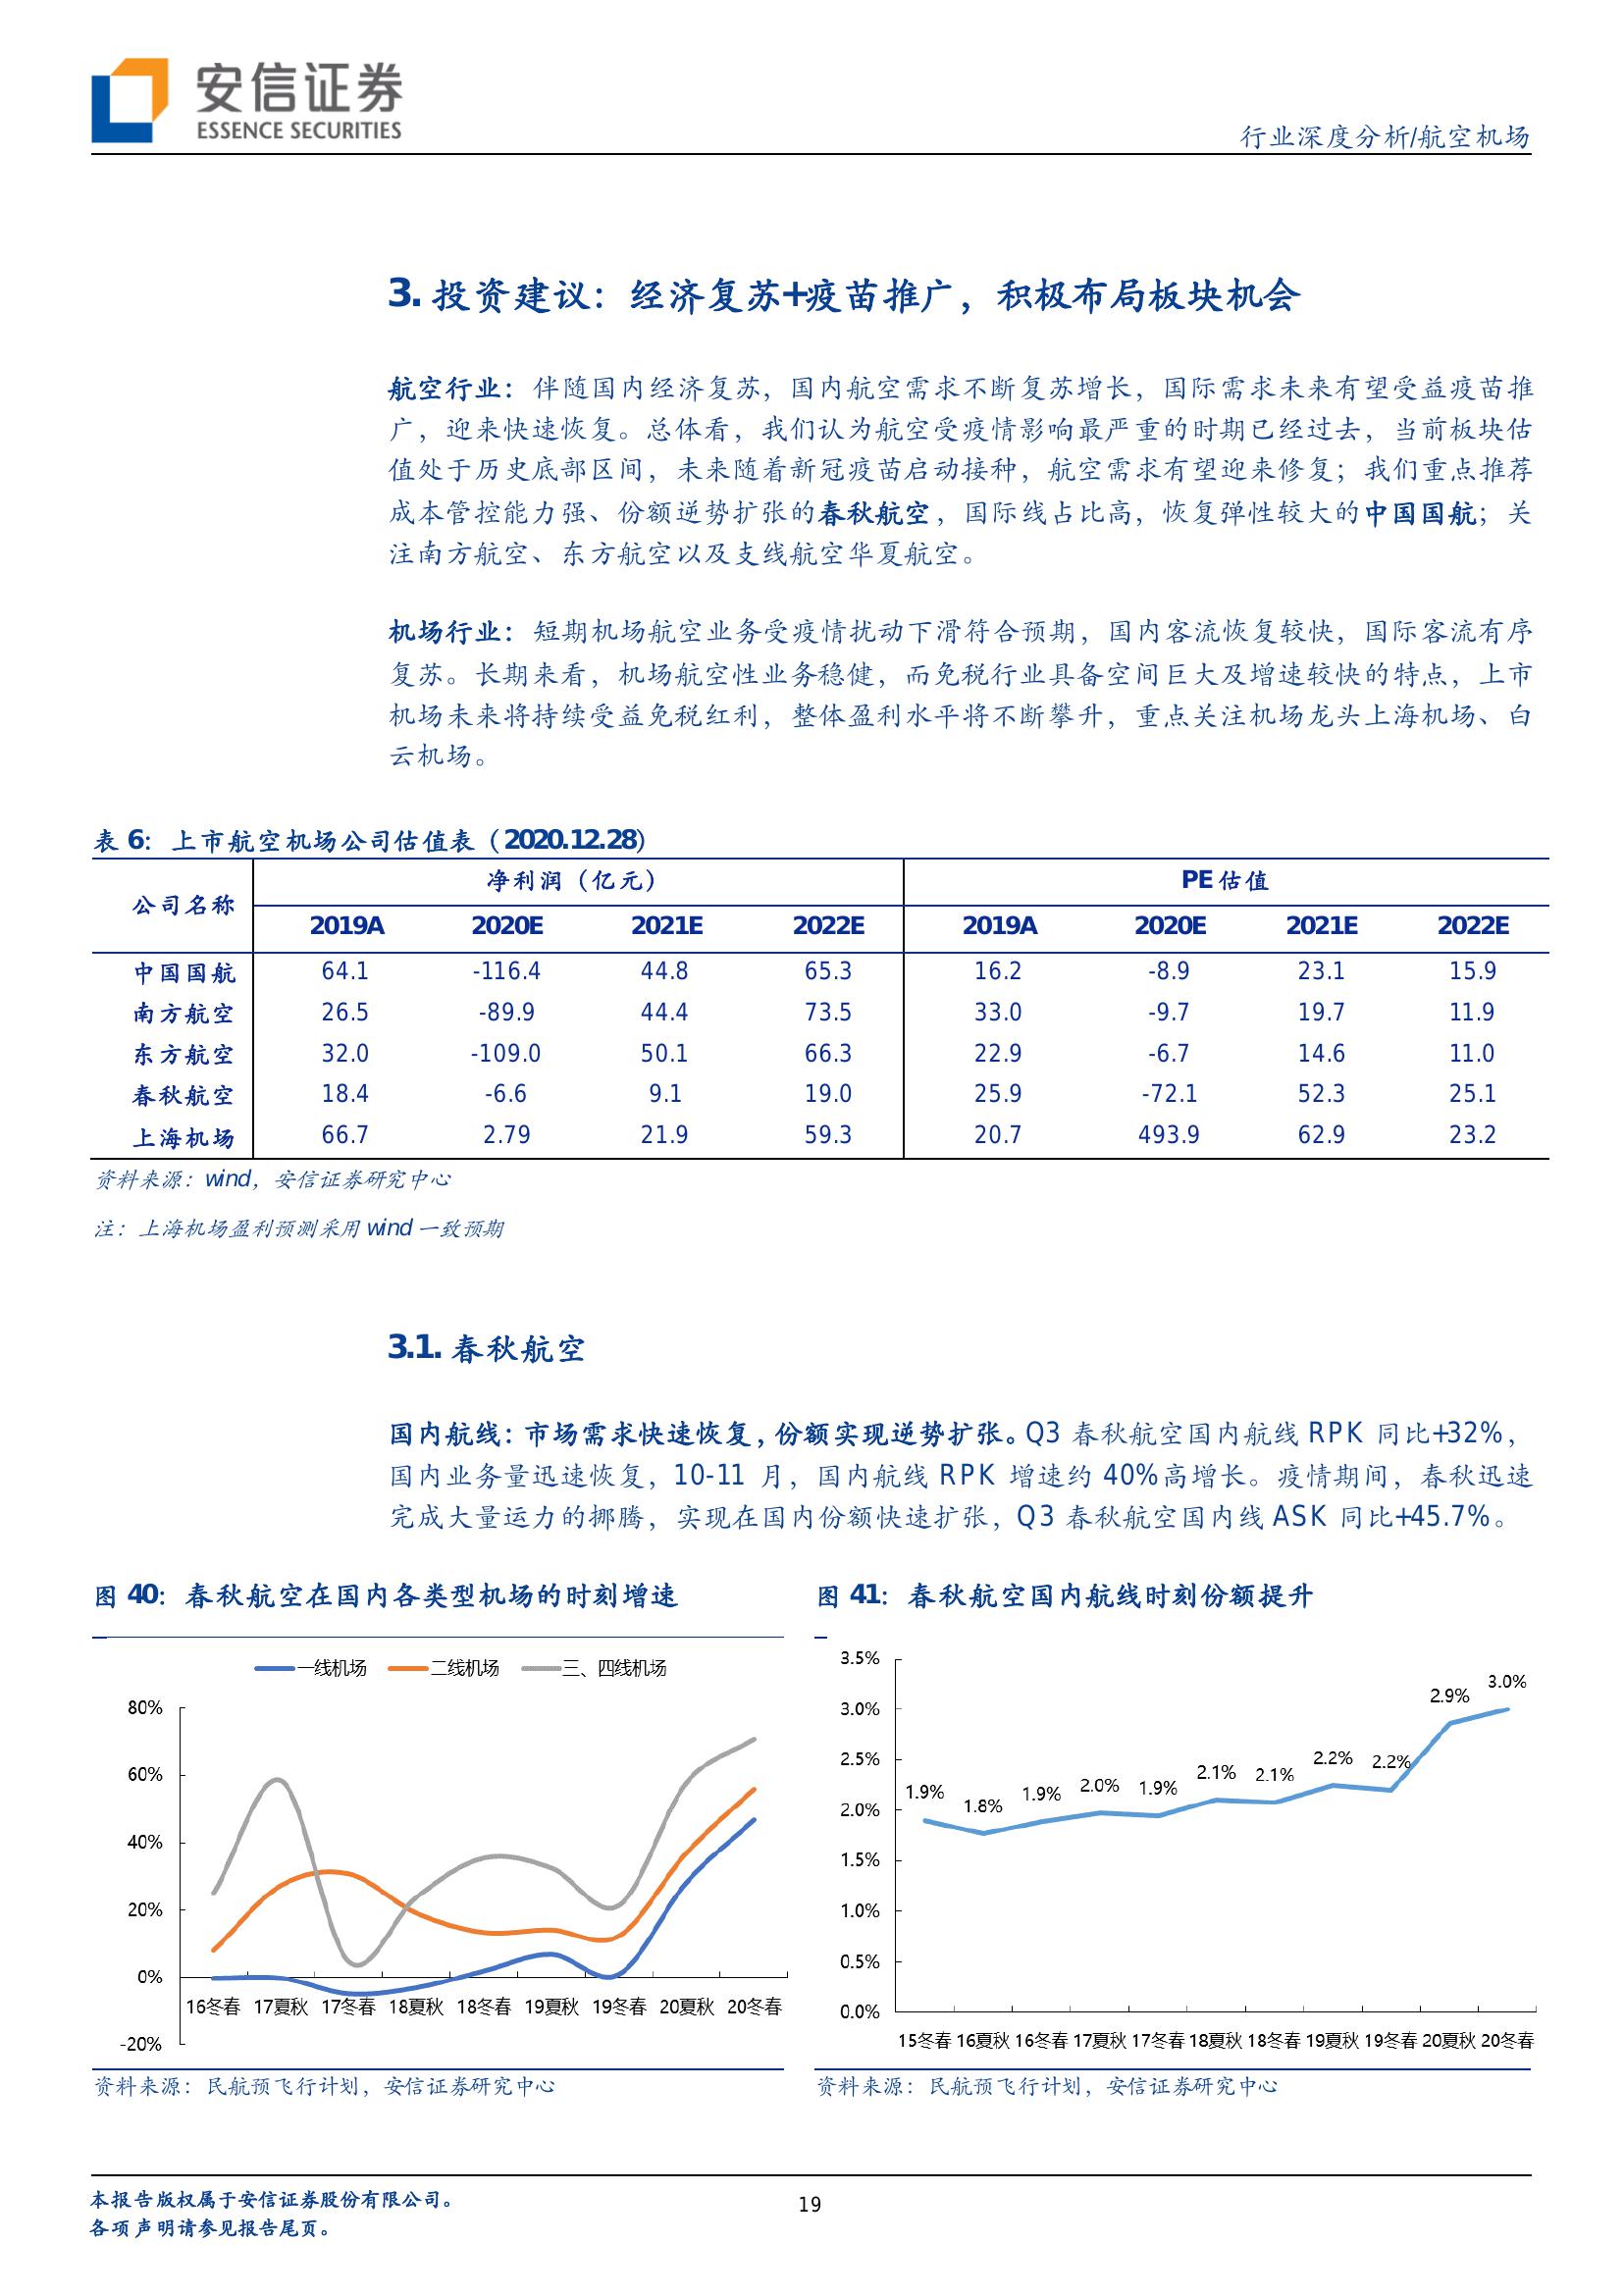 安信证券
ESSENCE SECURITIES
行业深度分析/航空机场
3. 投资建议：经济复苏+疫苗推广，积极布局板块机会
航空行业：伴随国内经济复苏，国内航空需求不断复苏增长，国际需求未来有望受益疫苗推
广，迎来快速恢复。总体看，我们认为航空受疫情影响最严重的时期已经过去，当前板块估
值处于历史底部区间，未来随着新冠疫苗启动接种，航空需求有望迎来修复；我们重点推荐
成本管控能力强、份额逆势扩张的春秋航空，国际线占比高，恢复弹性较大的中国国航；关
注南方航空、东方航空以及支线航空华夏航空。
机场行业：短期机场航空业务受疫情扰动下滑符合预期，国内客流恢复较快，国际客流有序
复苏。长期来看，机场航空性业务稳健，而免税行业具备空间巨大及增速较快的特点，上市
机场未来将持续受益免税红利，整体盈利水平将不断攀升，重点关注机场龙头上海机场、白
云机场。
表 6：上市航空机场公司估值表（2020.12.28）
公司名称 净利润（亿元） PE 估值
2019A 2020E 2021E 2022E 2019A 2020E 2021E 2022E
中国国航 64.1 -116.4 44.8 65.3 16.2 -8.9 23.1 15.9
南方航空 26.5 -89.9 44.4 73.5 33.0 -9.7 19.7 11.9
东方航空 32.0 -109.0 50.1 66.3 22.9 -6.7 14.6 11.0
春秋航空 18.4 -6.6 9.1 19.0 25.9 -72.1 52.3 25.1
上海机场 66.7 2.79 21.9 59.3 20.7 493.9 62.9 23.2
资料来源：wind，安信证券研究中心
注：上海机场盈利预测采用 wind 一致预期
3.1. 春秋航空
国内航线：市场需求快速恢复，份额实现逆势扩张。Q3 春秋航空国内航线 RPK 同比+32%，
国内业务量迅速恢复，10-11 月，国内航线 RPK 增速约 40%高增长。疫情期间，春秋迅速
完成大量运力的挪腾，实现在国内份额快速扩张，Q3 春秋航空国内线 ASK 同比+45.7%。
图 40：春秋航空在国内各类型机场的时刻增速
一线机场 二线机场 三、四线机场
80%
60%
40%
20%
0%
-20%
16冬春 17夏秋 17冬春 18夏秋 18冬春 19夏秋 19冬春 20夏秋 20冬春
资料来源：民航预飞行计划，安信证券研究中心
图 41：春秋航空国内航线时刻份额提升
3.5%
3.0%
2.5%
2.0%
1.5%
1.0%
0.5%
0.0%
1.9% 1.8% 1.9% 2.0% 1.9% 2.1% 2.1% 2.2% 2.2% 2.9% 3.0%
15冬春 16夏秋 16冬春 17夏秋 17冬春 18夏秋 18冬春 19夏秋 19冬春 20夏秋 20冬春
资料来源：民航预飞行计划，安信证券研究中心
本报告版权属于安信证券股份有限公司。
各项声明请参见报告尾页。
19